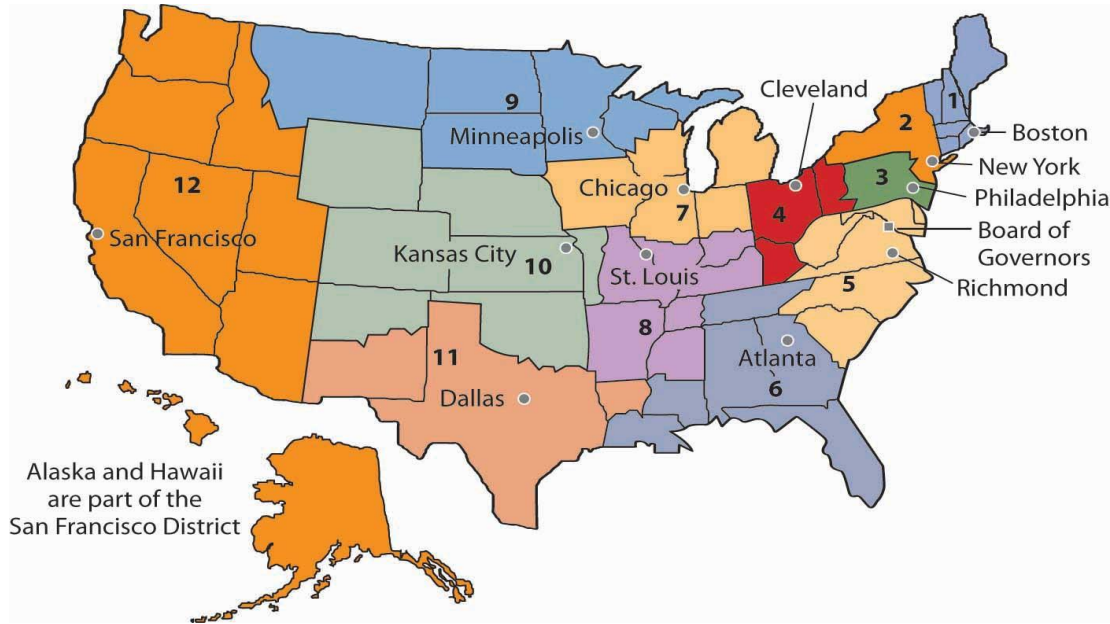 Cleveland
9
1
2
Minneapolis
Boston
New York
12
Chicago
3
Philadelphia
7
4
San Francisco
Board of
Governors
Kansas City
10
St. Louis
Richmond
5
8
11
Atlanta
Dallas
6
Alaska and Hawaii
are part of the
San Francisco District